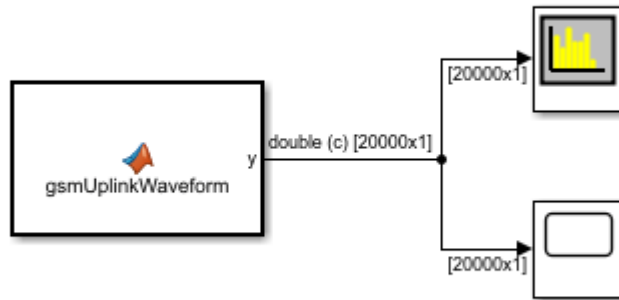 [20000x1]
double (c) [20000x1]
y
gsmUplinkWaveform
[20000x1]